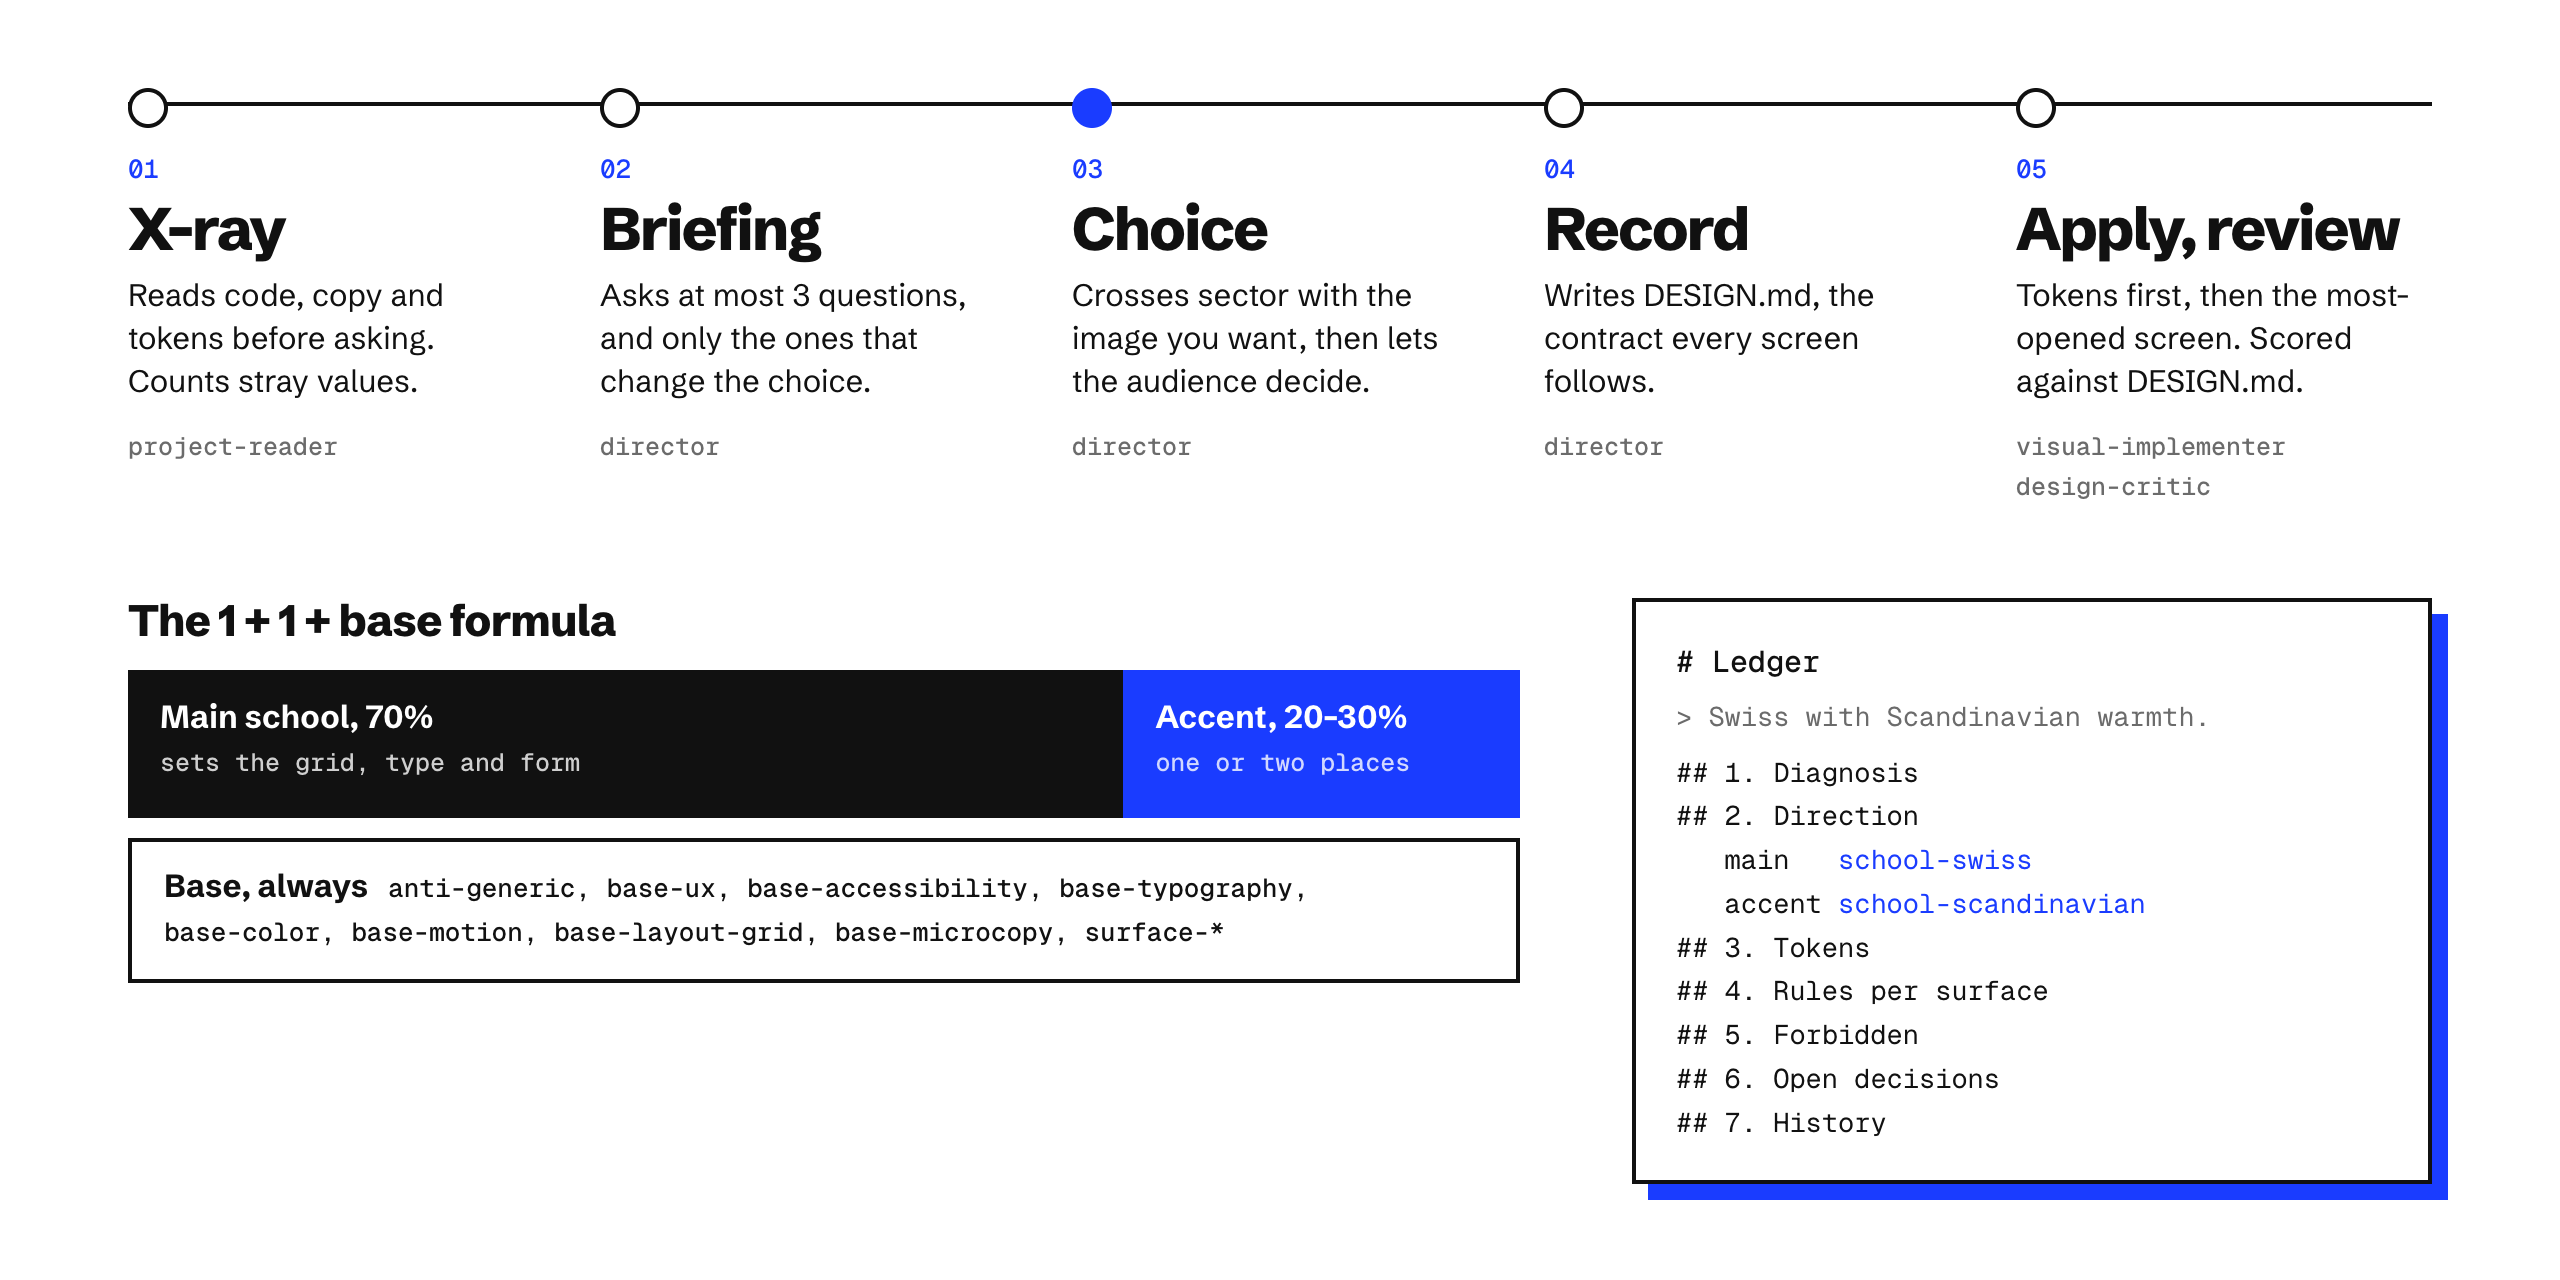 01
X-ray
Reads code, copy and
tokens before asking.
Counts stray values.
project-reader
02
Briefing
Asks at most 3 questions,
and only the ones that
change the choice.
director
03
Choice
Crosses sector with the
image you want, then lets
the audience decide.
director
04
Record
Writes DESIGN.md, the
contract every screen
follows.
director
05
Apply, review
Tokens first, then the most-
opened screen. Scored
against DESIGN.md.
visual-implementer
design-critic
The 1 + 1 + base formula
Main school, 70%
sets the grid, type and form
Accent, 20-30%
one or two places
Base, always anti-generic, base-ux, base-accessibility, base-typography,
base-color, base-motion, base-layout-grid, base-microcopy, surface-*
# Ledger
> Swiss with Scandinavian warmth.
## 1. Diagnosis
## 2. Direction
main school-swiss
accent school-scandinavian
## 3. Tokens
## 4. Rules per surface
## 5. Forbidden
## 6. Open decisions
## 7. History